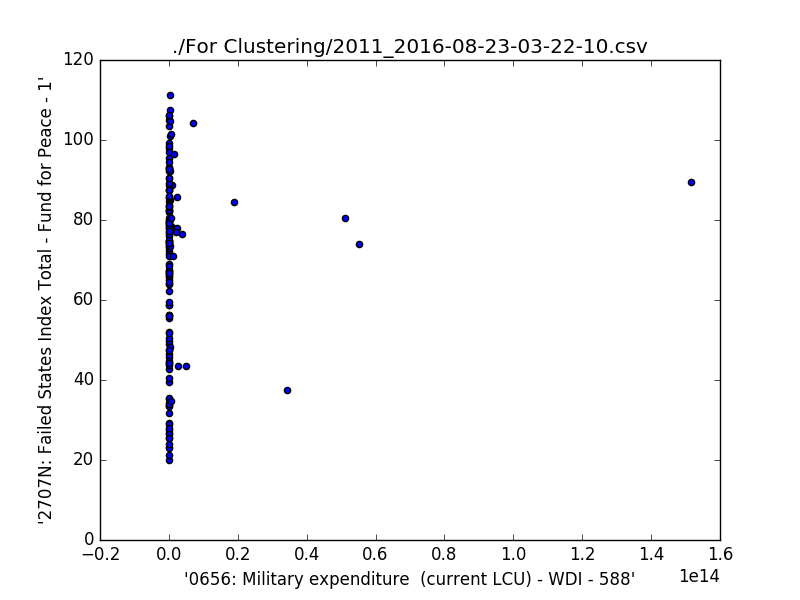 ./For Clustering/2011_2016-08-23-03-22-10.csv
120
100
80
60
40
20
0
'2707N: Failed States Index Total - Fund for Peace - 1'
−0.2 0.0 0.2 0.4 0.6 0.8 1.0 1.2 1.4 1.6
1e14
'0656: Military expenditure  (current LCU) - WDI - 588'